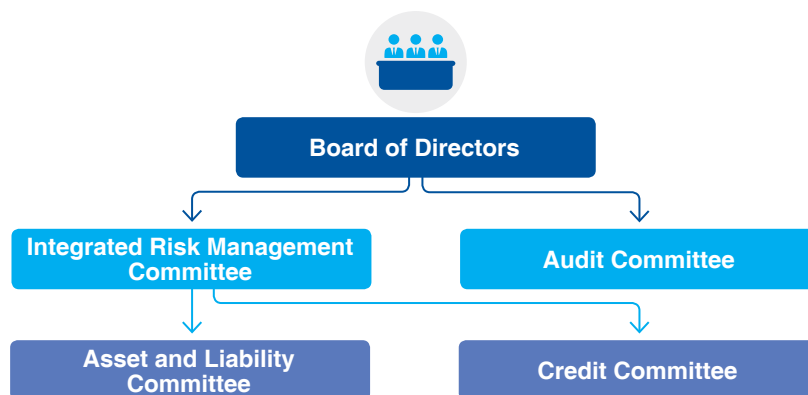 Board of Directors
Integrated Risk Management
Committee
Audit Committee
Asset and Liability
Committee
Credit Committee